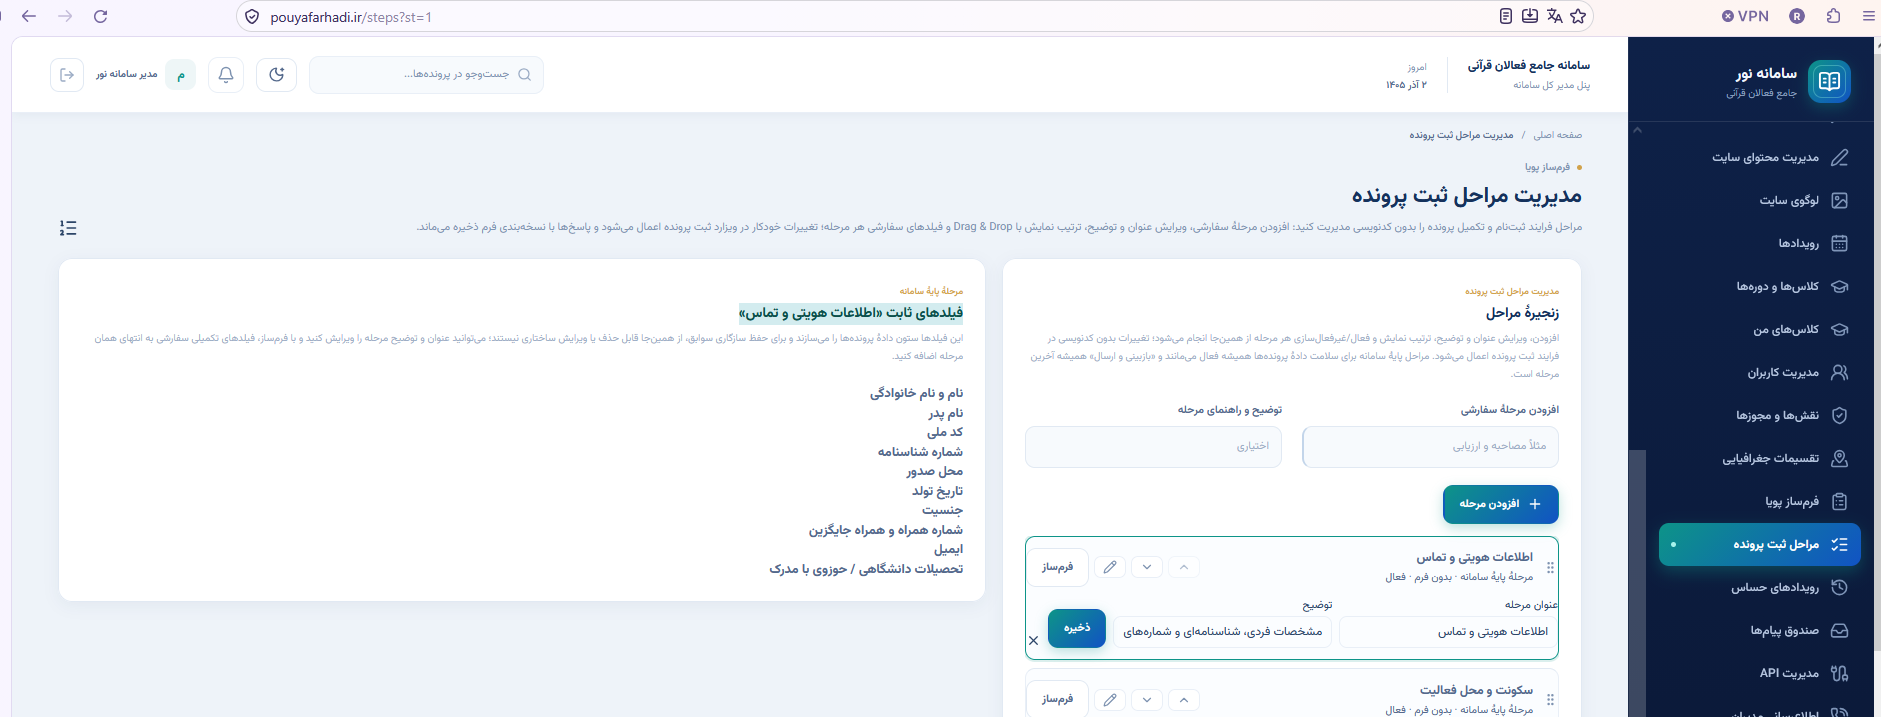 pouyafarhadi.ir/steps?st=1
VPN
R
سامانه نور
جامع فعالان قرآنی
مدیریت محتوای سایت
لوگوی سایت
رویدادها
کلاس‌ها و دوره‌ها
کلاس‌های من
مدیریت کاربران
نقش‌ها و مجوزها
تقسیمات جغرافیایی
فرم‌ساز پویا
مراحل ثبت پرونده
رویدادهای حساس
صندوق پیام‌ها
مدیریت API
سامانه جامع فعالان قرآنی
پنل مدیر کل سامانه
امروز
۲ آذر ۱۴۰۵
جست‌وجو در پرونده‌ها...
م
مدیر سامانه نور
صفحه اصلی / مدیریت مراحل ثبت پرونده
فرم‌ساز پویا
مدیریت مراحل ثبت پرونده
مراحل فرایند ثبت‌نام و تکمیل پرونده را بدون کدنویسی مدیریت کنید: افزودن مرحلهٔ سفارشی، ویرایش عنوان و توضیح، ترتیب نمایش با Drag & Drop و فیلدهای سفارشی هر مرحله؛ تغییرات خودکار در ویزارد ثبت پرونده اعمال می‌شود و پاسخ‌ها با نسخه‌بندی فرم ذخیره می‌ماند.
مدیریت مراحل ثبت پرونده
زنجیرهٔ مراحل
افزودن، ویرایش عنوان و توضیح، ترتیب نمایش و فعال/غیرفعال‌سازی هر مرحله از همین‌جا انجام می‌شود؛ تغییرات بدون کدنویسی در
فرایند ثبت پرونده اعمال می‌شود. مراحل پایهٔ سامانه برای سلامت دادهٔ پرونده‌ها همیشه فعال می‌مانند و «بازبینی و ارسال» همیشه آخرین
مرحله است.
افزودن مرحلهٔ سفارشی
توضیح و راهنمای مرحله
مثلاً مصاحبه و ارزیابی
اختیاری
افزودن مرحله
اطلاعات هویتی و تماس
مرحلهٔ پایهٔ سامانه · بدون فرم · فعال
فرم‌ساز
عنوان مرحله
توضیح
اطلاعات هویتی و تماس
مشخصات فردی، شناسنامه‌ای و شماره‌های
ذخیره
سکونت و محل فعالیت
مرحلهٔ پایهٔ سامانه · بدون فرم · فعال
فرم‌ساز
مرحلهٔ پایهٔ سامانه
فیلدهای ثابت «اطلاعات هویتی و تماس»
این فیلدها ستون دادهٔ پرونده‌ها را می‌سازند و برای حفظ سازگاری سوابق، از همین‌جا قابل حذف یا ویرایش ساختاری نیستند؛ می‌توانید عنوان و توضیح مرحله را ویرایش کنید و با فرم‌ساز، فیلدهای تکمیلی سفارشی به انتهای همان
مرحله اضافه کنید.
نام و نام خانوادگی
نام پدر
کد ملی
شماره شناسنامه
محل صدور
تاریخ تولد
جنسیت
شماره همراه و همراه جایگزین
ایمیل
تحصیلات دانشگاهی / حوزوی با مدرک